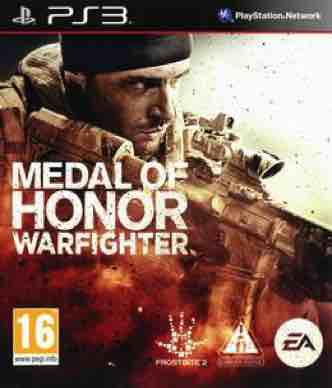 PS3
PlayStation®Network
MEDAL OF
HONOR
WARFIGHTER
16
www.pegi.info
FROSTBITE 2
EA